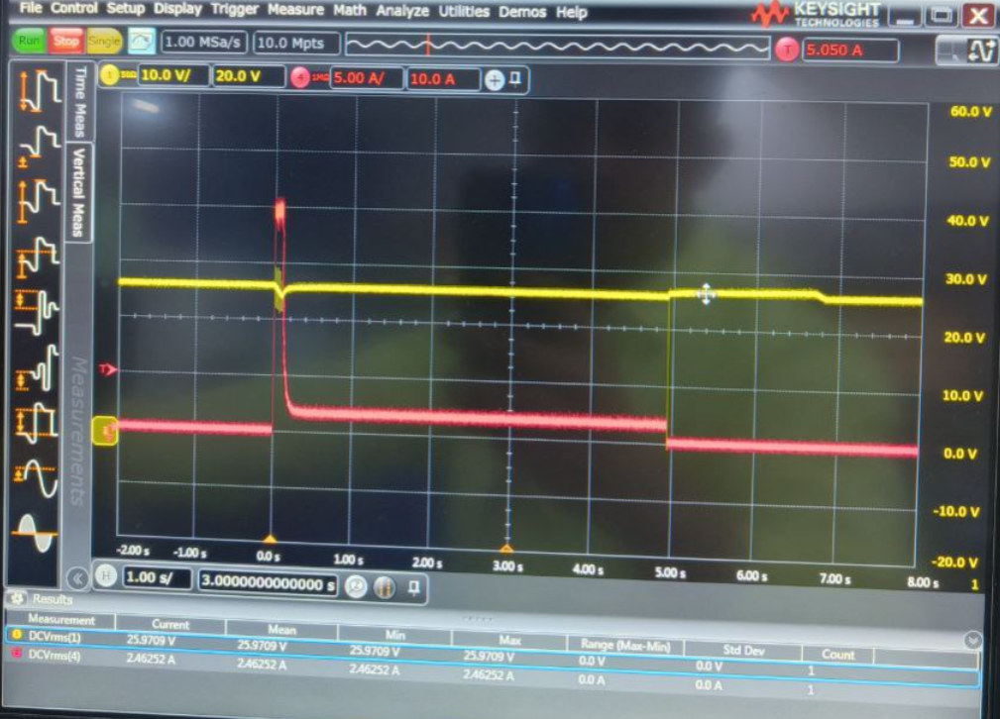 File Control Setup Display Trigger Measure Math Analyze Utilities Demos Help
KEYSIGHT
TECHNOLOGIES
Run Stop Single 1.00 MSa/s 10.0 Mpts T 5.050 A
1 50Ω 10.0 V/ 20.0 V 4 1MΩ 5.00 A/ 10.0 A
Time Meas
Vertical Meas
Measurements
60.0 V
50.0 V
40.0 V
30.0 V
20.0 V
10.0 V
0.0 V
-10.0 V
-20.0 V
T
-2.00 s -1.00 s 0.0 s 1.00 s 2.00 s 3.00 s 4.00 s 5.00 s 6.00 s 7.00 s 8.00 s 1
H 1.00 s/ 3.0000000000000 s
Results
Measurement Current Mean Min Max Range (Max-Min) Std Dev Count
DCVrms(1) 25.9709 V 25.9709 V 25.9709 V 25.9709 V 0.0 V 0.0 V 1
DCVrms(4) 2.46252 A 2.46252 A 2.46252 A 2.46252 A 0.0 A 0.0 A 1